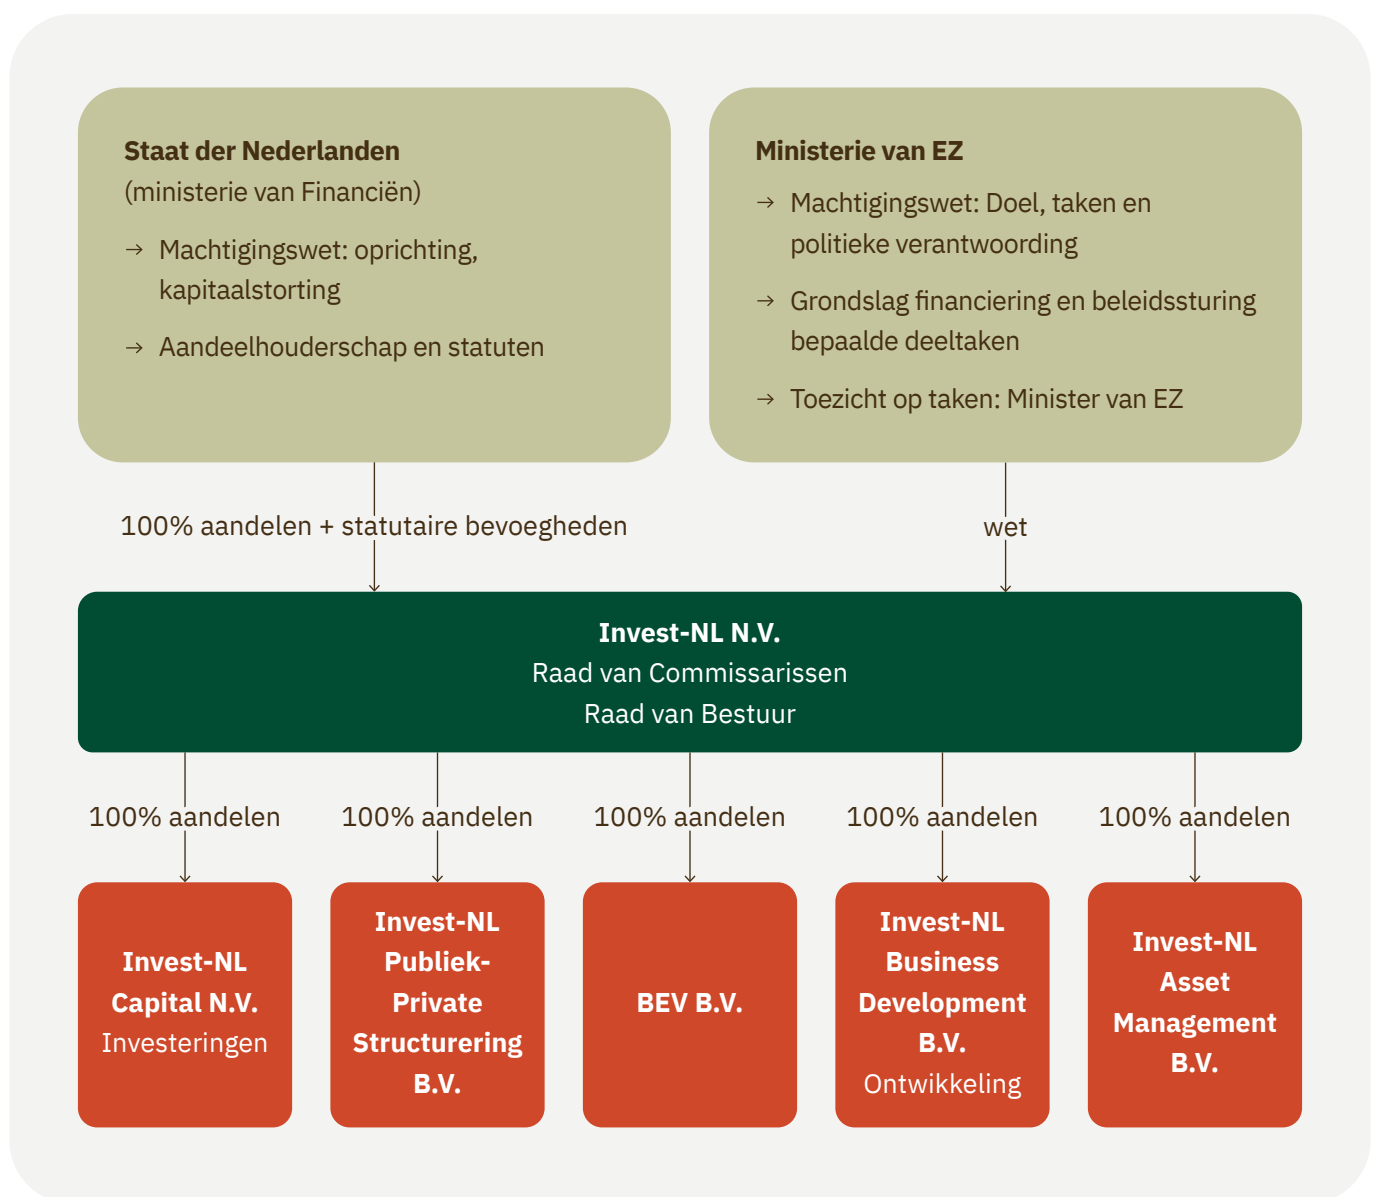 Staat der Nederlanden
(ministerie van Financiën)
→ Machtigingswet: oprichting,
kapitaalstorting
→ Aandeelhouderschap en statuten
Ministerie van EZ
→ Machtigingswet: Doel, taken en
politieke verantwoording
→ Grondslag financiering en beleidssturing
bepaalde deeltaken
→ Toezicht op taken: Minister van EZ
100% aandelen + statutaire bevoegheden
wet
Invest-NL N.V.
Raad van Commissarissen
Raad van Bestuur
100% aandelen
100% aandelen
100% aandelen
100% aandelen
100% aandelen
Invest-NL
Capital N.V.
Investeringen
Invest-NL
Publiek-
Private
Structurering
B.V.
BEV B.V.
Invest-NL
Business
Development
B.V.
Ontwikkeling
Invest-NL
Asset
Management
B.V.